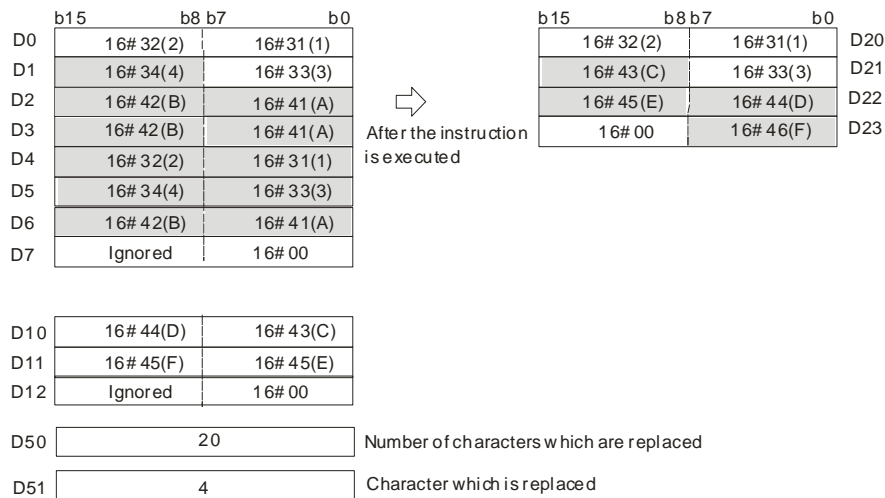 b15 b8 b7 b0 b15 b8 b7 b0
D0 16#32(2) 16#31(1) 16#32(2) 16#31(1) D20
D1 16#34(4) 16#33(3) 16#43(C) 16#33(3) D21
D2 16#42(B) 16#41(A) 16#45(E) 16#44(D) D22
D3 16#42(B) 16#41(A) After the instruction 16#00 16#46(F) D23
D4 16#32(2) 16#31(1) is executed
D5 16#34(4) 16#33(3)
D6 16#42(B) 16#41(A)
D7 Ignored 16#00
D10 16#44(D) 16#43(C)
D11 16#45(F) 16#45(E)
D12 Ignored 16#00
D50 20 Number of characters which are replaced
D51 4 Character which is replaced